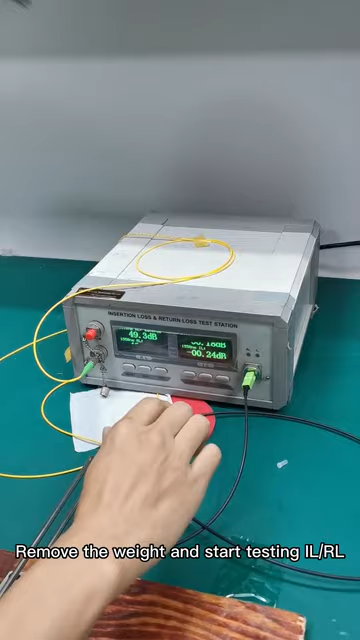 INSERTION LOSS & RETURN LOSS TEST STATION
49.3dB
-00.24dB
Remove the weight and start testing IL/RL